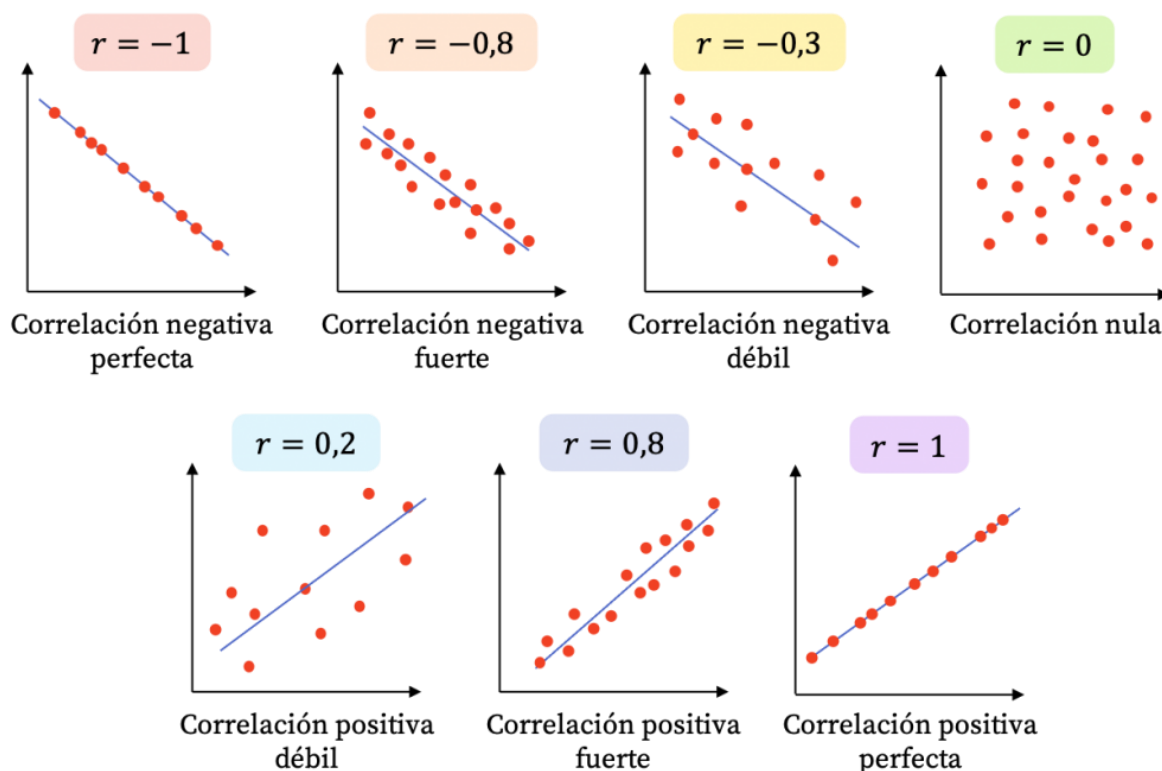 r = −1
r = −0,8
r = −0,3
r = 0
Correlación negativa
perfecta
Correlación negativa
fuerte
Correlación negativa
débil
Correlación nula
r = 0,2
r = 0,8
r = 1
Correlación positiva
débil
Correlación positiva
fuerte
Correlación positiva
perfecta